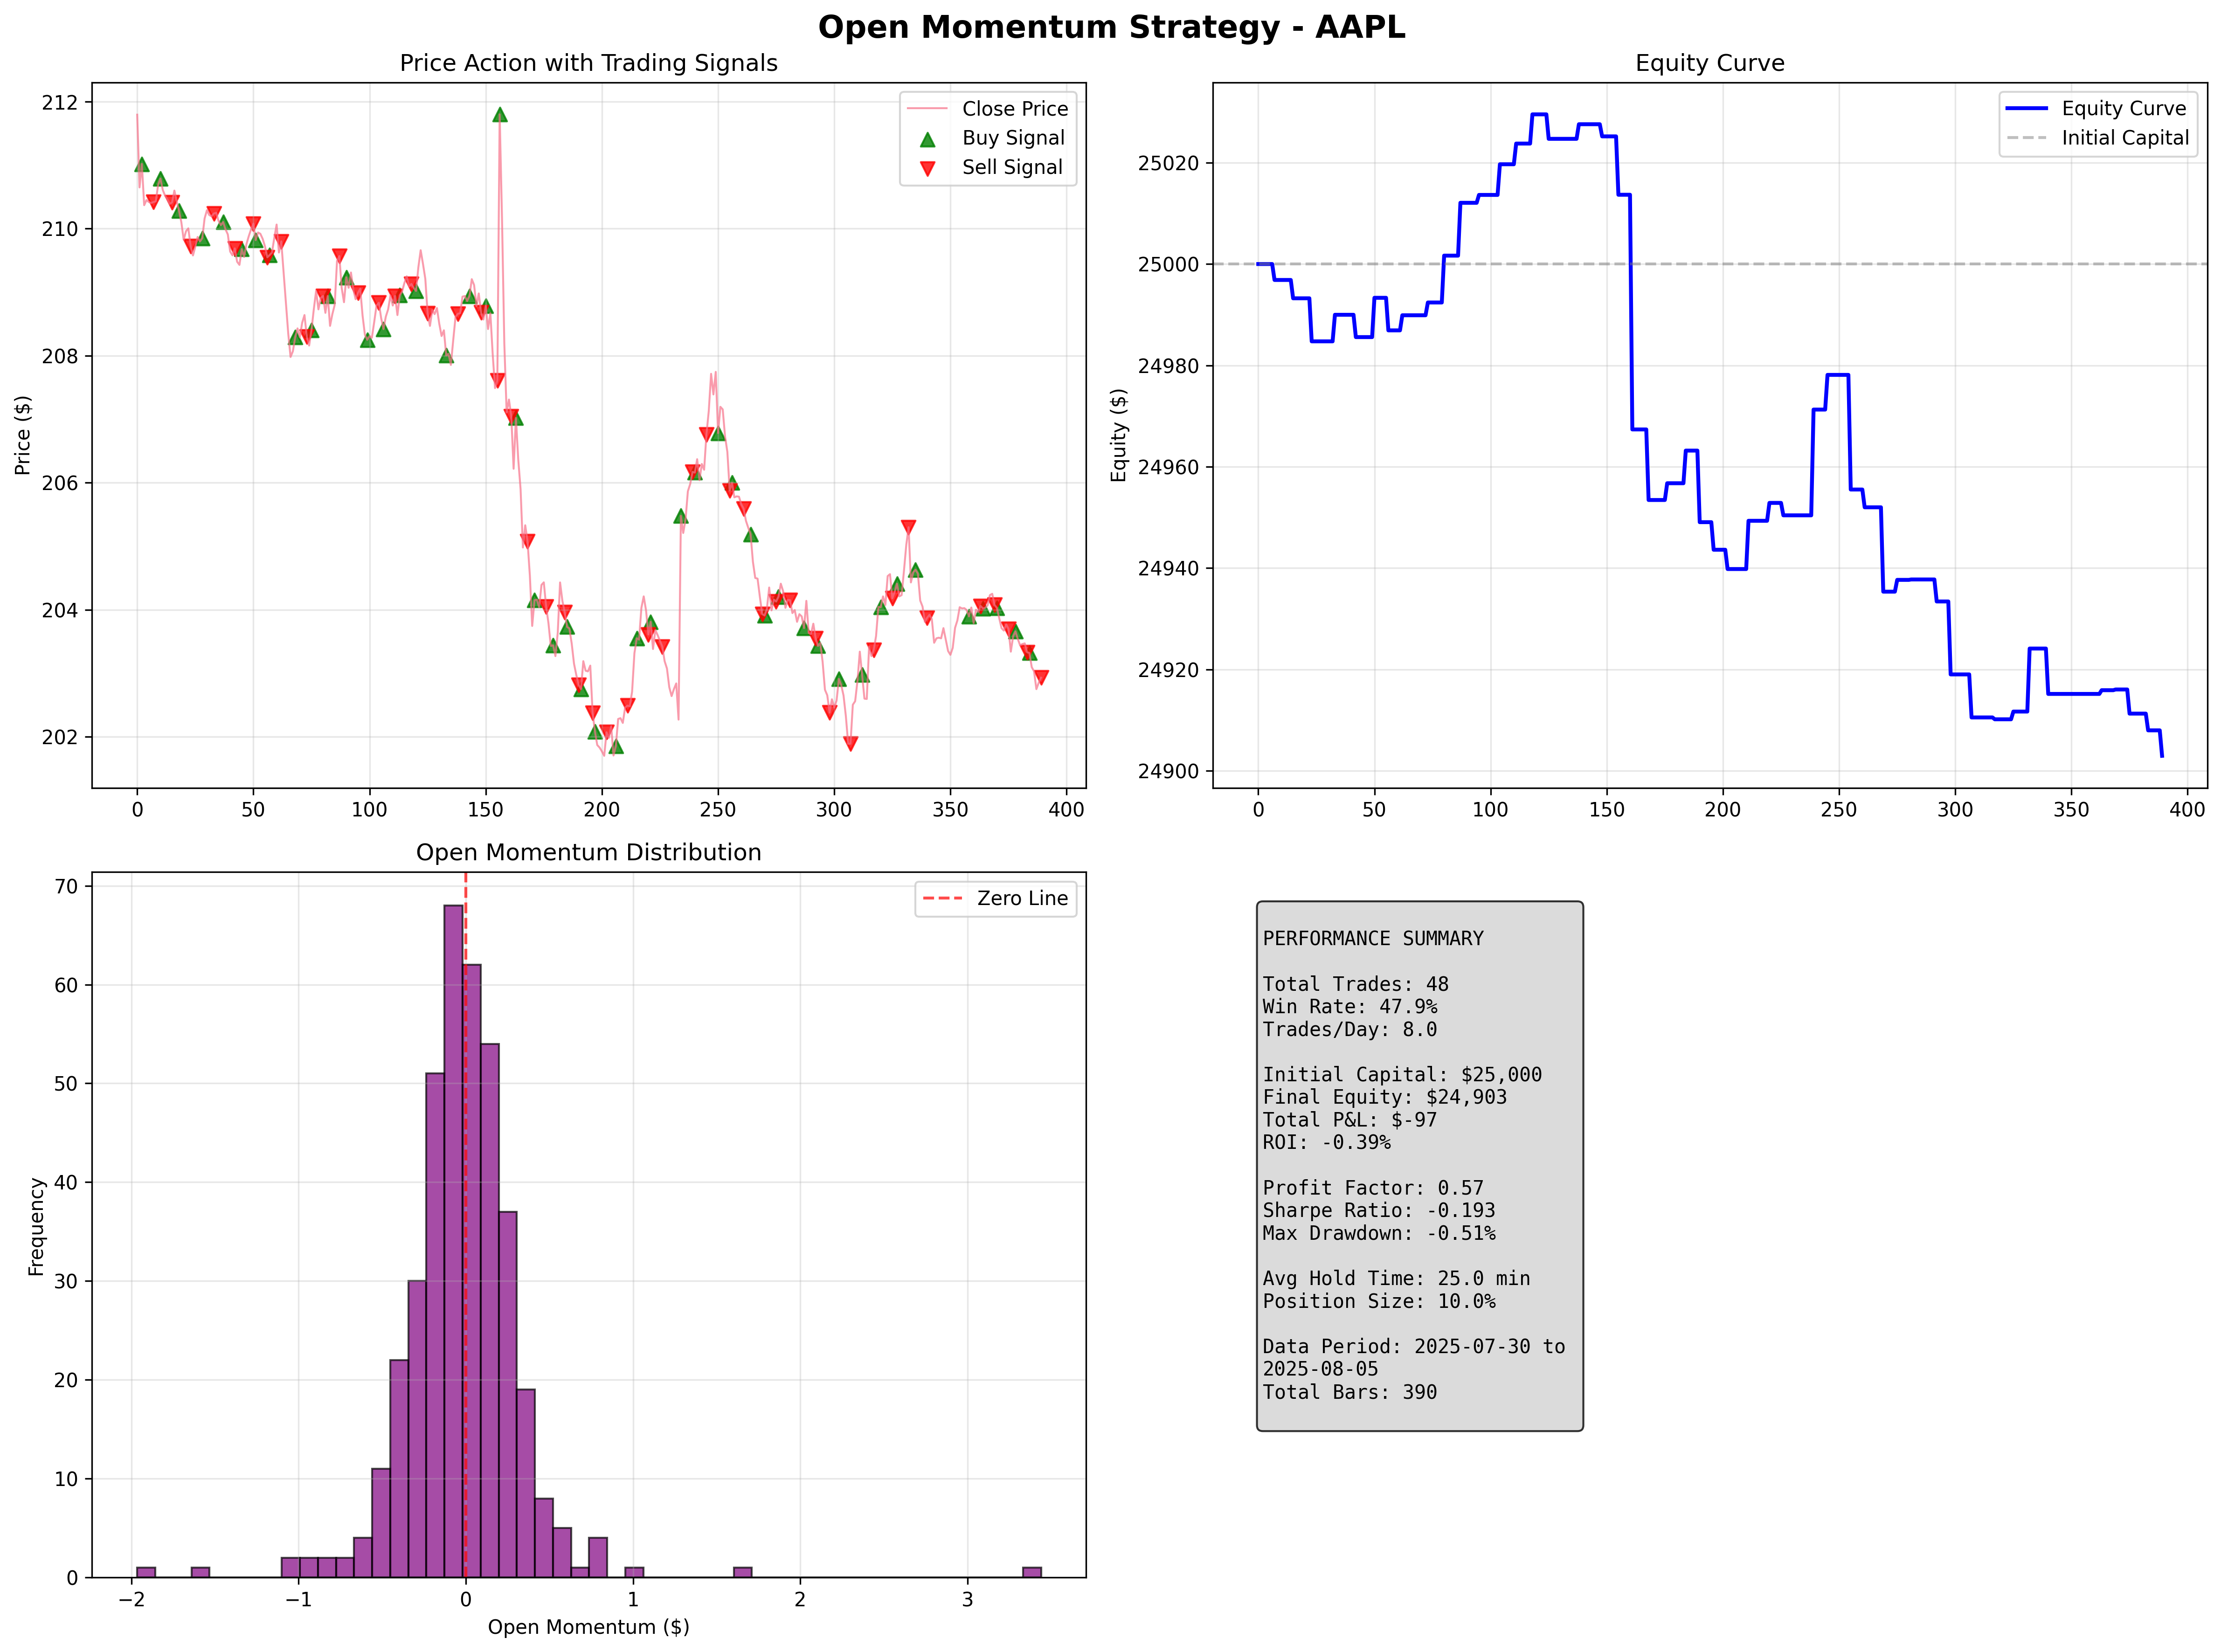 Open Momentum Strategy - AAPL
Price Action with Trading Signals
Price ($)
212
210
208
206
204
202
0 50 100 150 200 250 300 350 400
Close Price
Buy Signal
Sell Signal
Equity Curve
Equity ($)
25020
25000
24980
24960
24940
24920
24900
0 50 100 150 200 250 300 350 400
Equity Curve
Initial Capital
Open Momentum Distribution
Frequency
70
60
50
40
30
20
10
0
−2 −1 0 1 2 3
Open Momentum ($)
Zero Line
PERFORMANCE SUMMARY
Total Trades: 48
Win Rate: 47.9%
Trades/Day: 8.0
Initial Capital: $25,000
Final Equity: $24,903
Total P&L: $-97
ROI: -0.39%
Profit Factor: 0.57
Sharpe Ratio: -0.193
Max Drawdown: -0.51%
Avg Hold Time: 25.0 min
Position Size: 10.0%
Data Period: 2025-07-30 to
2025-08-05
Total Bars: 390